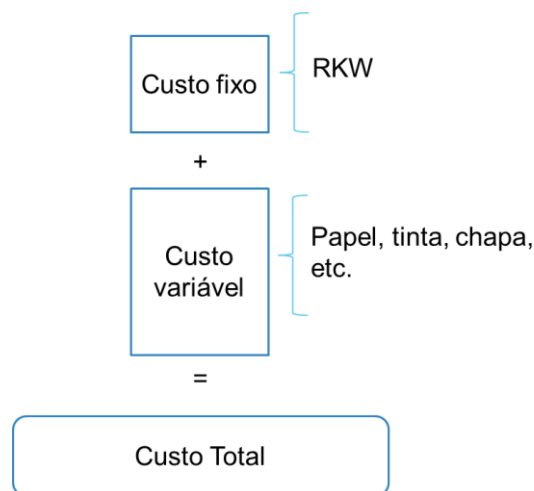 Custo fixo
RKW
+
Custo
variável
Papel, tinta, chapa,
etc.
=
Custo Total